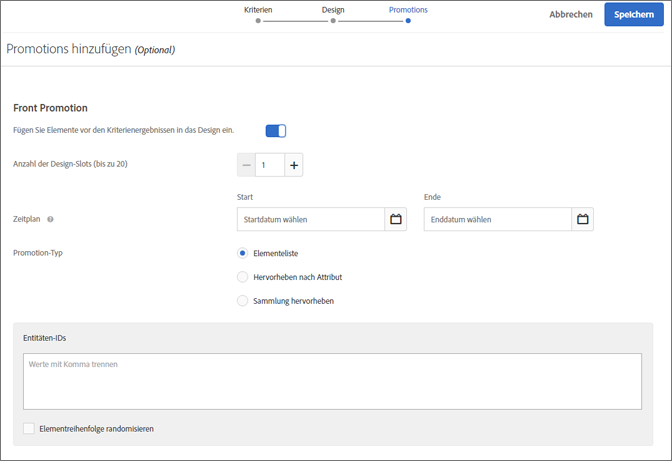 Kriterien Design Promotions
Abbrechen Speichern
Promotions hinzufügen (Optional)
Front Promotion
Fügen Sie Elemente vor den Kriterienergebnissen in das Design ein.
Anzahl der Design-Slots (bis zu 20) 1
Start Ende
Zeitplan Startdatum wählen Enddatum wählen
Promotion-Typ Elementeliste
Hervorheben nach Attribut
Sammlung hervorheben
Entitäten-IDs
Werte mit Komma trennen
Elementreihenfolge randomisieren